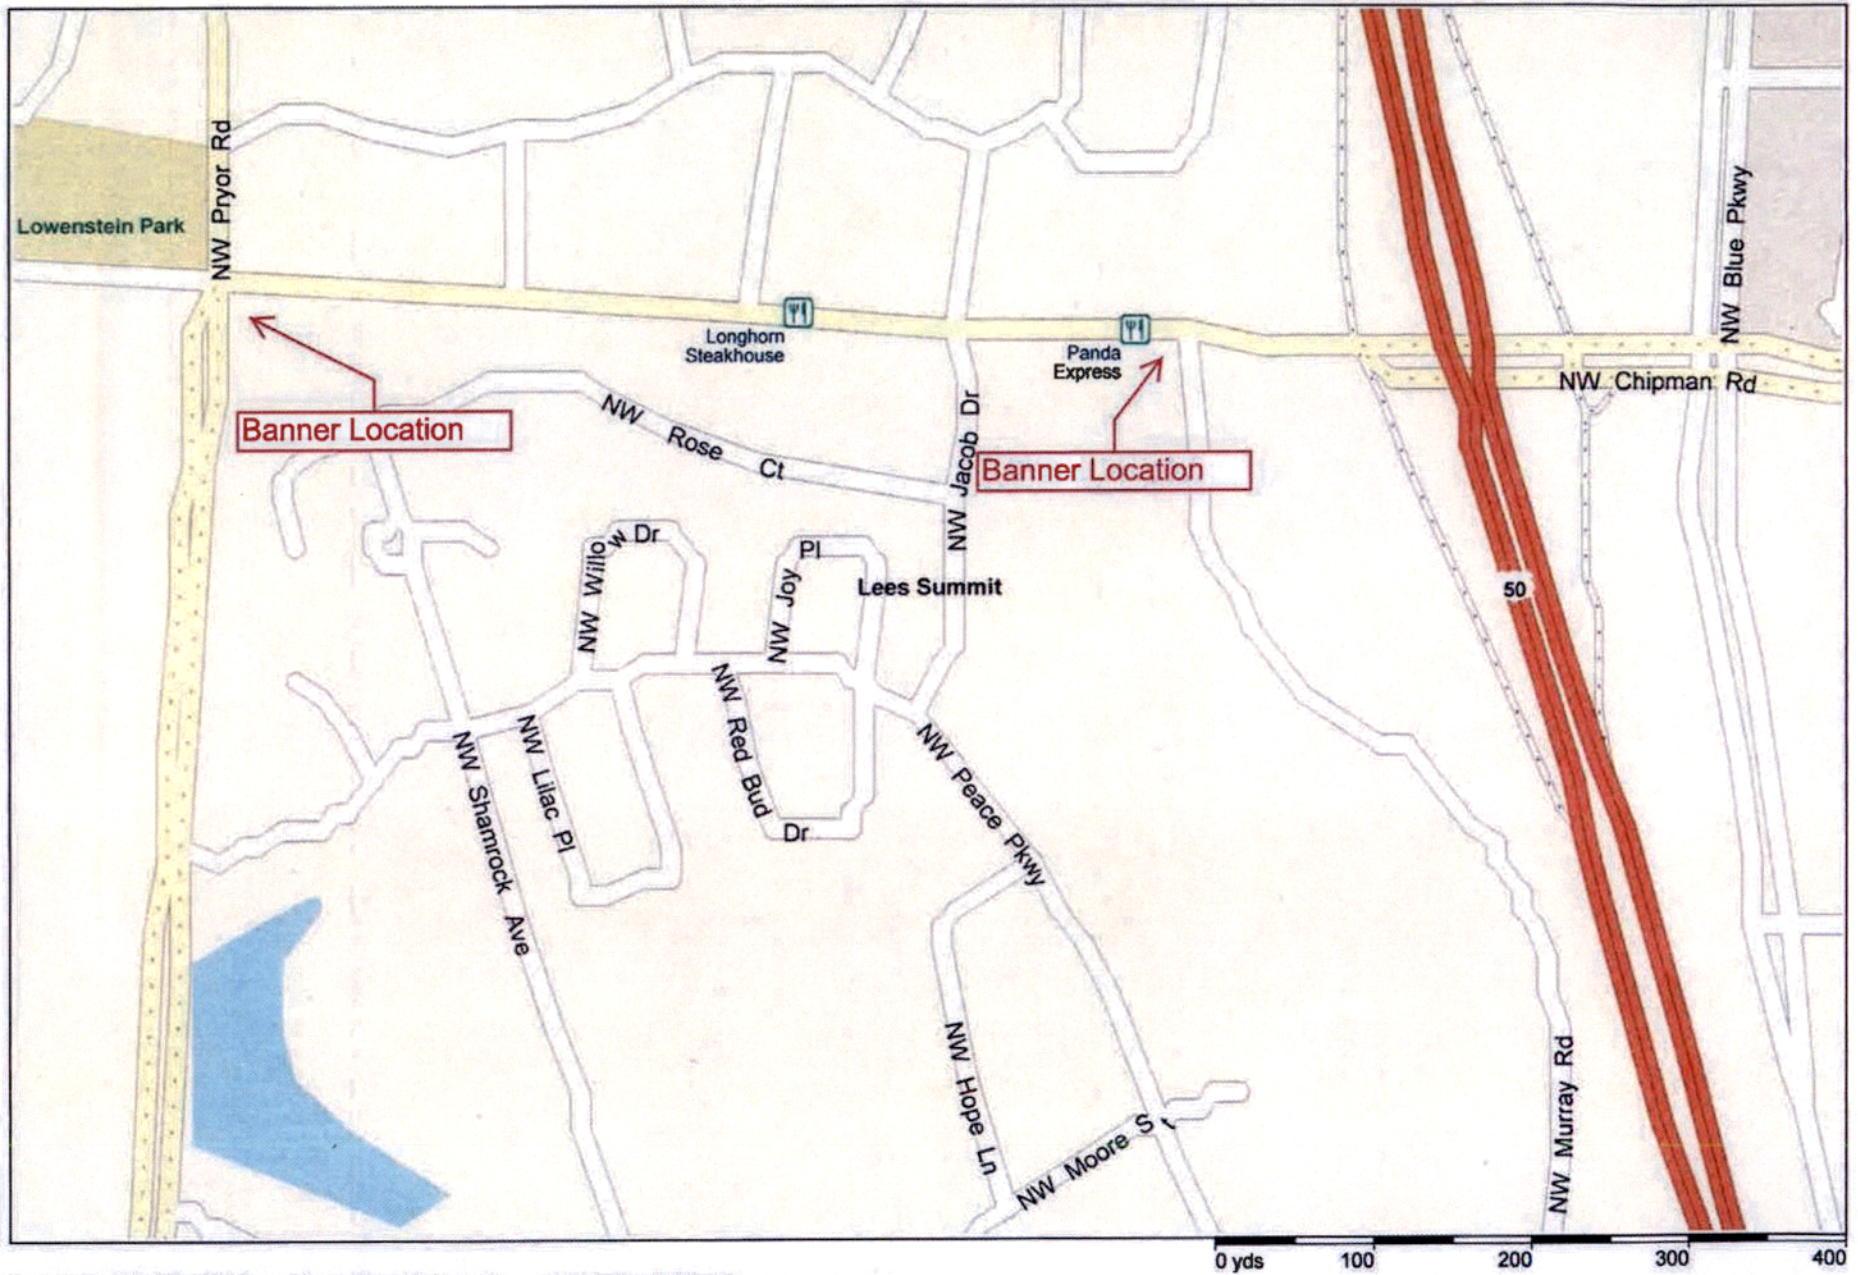 NW Pryor Rd
Lowenstein Park
NW Blue Pkwy
Longhorn
Steakhouse
Panda
Express
NW Chipman Rd
Banner Location
NW Rose Ct
NW Jacob Dr
Banner Location
NW Willow Dr
NW Joy Pl
Lees Summit
50
NW Red Bud Dr
NW Lilac Pl
NW Shamrock Ave
NW Peace Pkwy
NW Hope Ln
NW Moore St
NW Murray Rd
0 yds 100 200 300 400